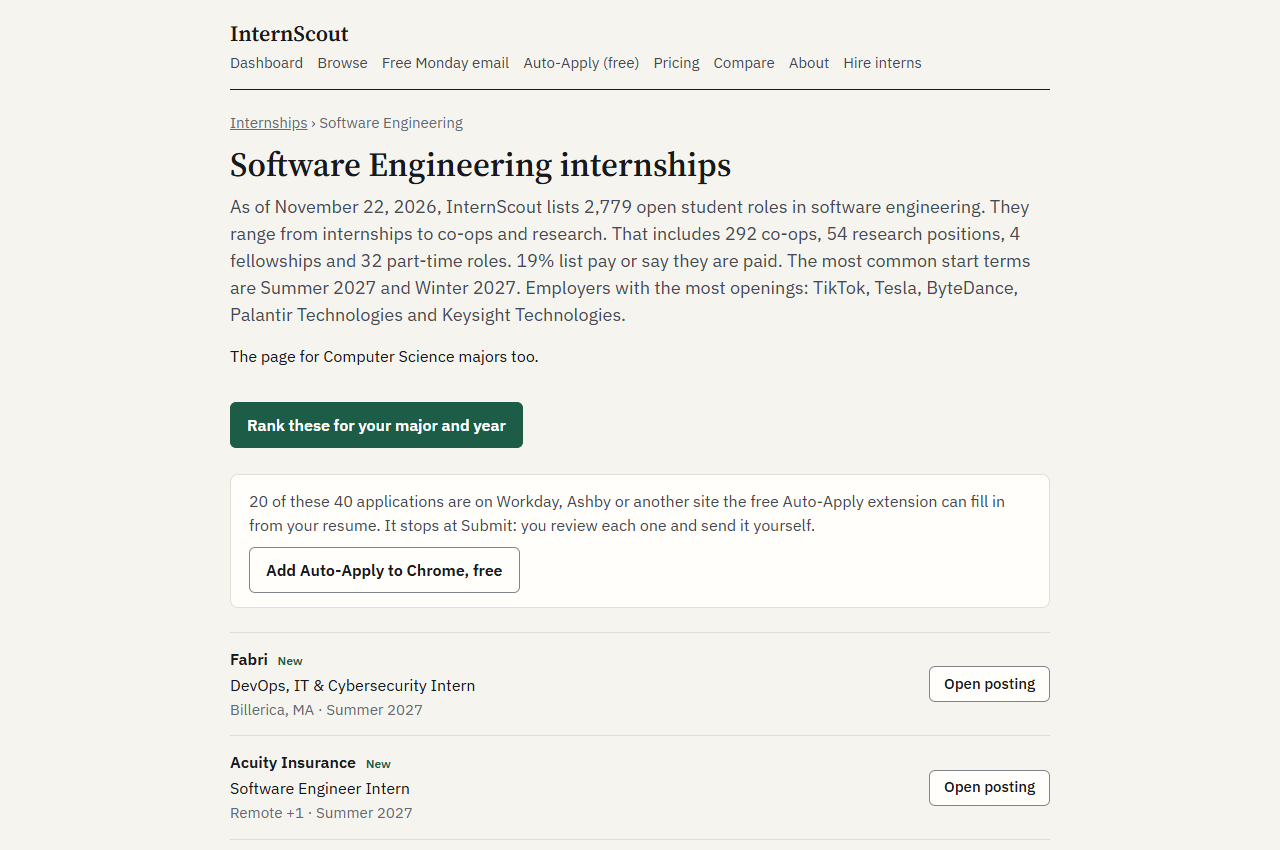 InternScout
Dashboard Browse Free Monday email Auto-Apply (free) Pricing Compare About Hire interns
Internships › Software Engineering
Software Engineering internships
As of November 22, 2026, InternScout lists 2,779 open student roles in software engineering. They
range from internships to co-ops and research. That includes 292 co-ops, 54 research positions, 4
fellowships and 32 part-time roles. 19% list pay or say they are paid. The most common start terms
are Summer 2027 and Winter 2027. Employers with the most openings: TikTok, Tesla, ByteDance,
Palantir Technologies and Keysight Technologies.
The page for Computer Science majors too.
Rank these for your major and year
20 of these 40 applications are on Workday, Ashby or another site the free Auto-Apply extension can fill in
from your resume. It stops at Submit: you review each one and send it yourself.
Add Auto-Apply to Chrome, free
Fabri New
DevOps, IT & Cybersecurity Intern
Billerica, MA · Summer 2027
Open posting
Acuity Insurance New
Software Engineer Intern
Remote +1 · Summer 2027
Open posting